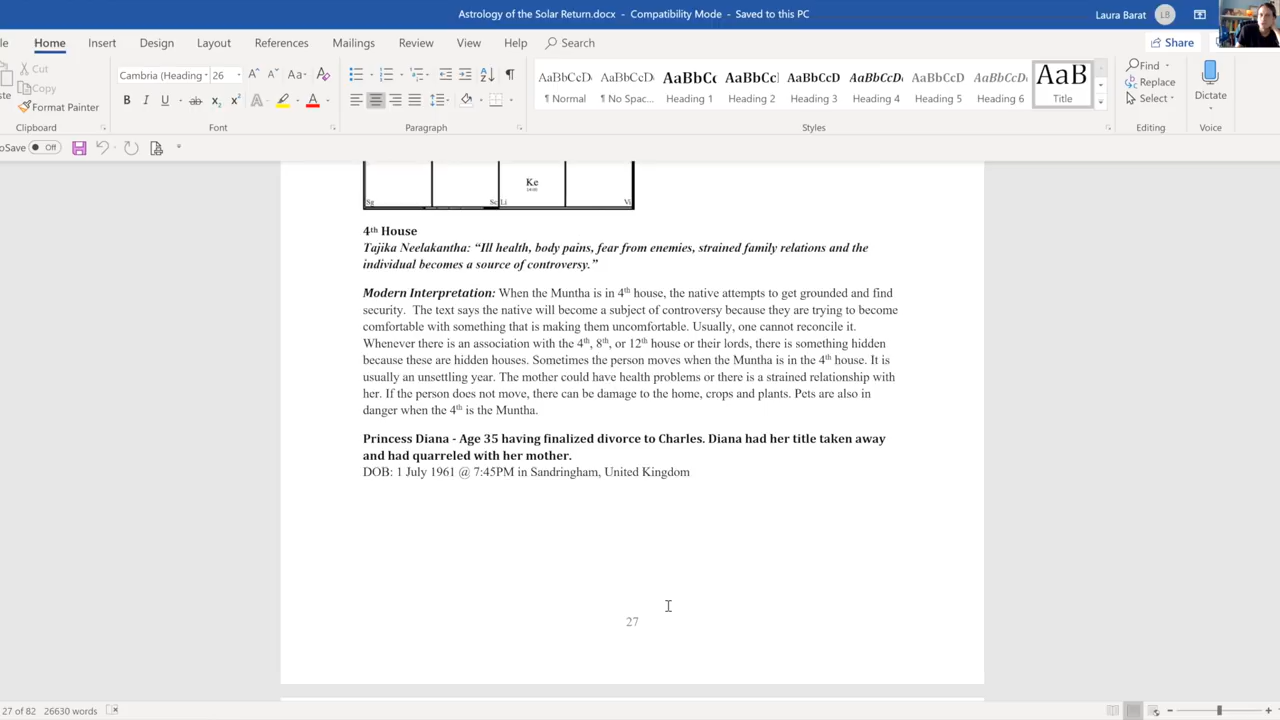 Astrology of the Solar Return.docx - Compatibility Mode - Saved to this PC
Laura Barat LB
Home Insert Design Layout References Mailings Review View Help Search Share
Cut
Copy
Format Painter
Clipboard
Cambria (Heading 26
Font
Paragraph
AaBbCcD AaBbCcD AaBbCc AaBbCc AaBbCcD AaBbCcD AaBbCcD AaBbCcD AaB
¶ Normal ¶ No Spac... Heading 1 Heading 2 Heading 3 Heading 4 Heading 5 Heading 6 Title
Styles
Find
Replace
Select
Editing
Dictate
Voice
oSave Off
Ke
Sg Sc Li Vi
4th House
Tajika Neelakantha: “Ill health, body pains, fear from enemies, strained family relations and the
individual becomes a source of controversy.”
Modern Interpretation: When the Muntha is in 4th house, the native attempts to get grounded and find
security. The text says the native will become a subject of controversy because they are trying to become
comfortable with something that is making them uncomfortable. Usually, one cannot reconcile it.
Whenever there is an association with the 4th, 8th, or 12th house or their lords, there is something hidden
because these are hidden houses. Sometimes the person moves when the Muntha is in the 4th house. It is
usually an unsettling year. The mother could have health problems or there is a strained relationship with
her. If the person does not move, there can be damage to the home, crops and plants. Pets are also in
danger when the 4th is the Muntha.
Princess Diana - Age 35 having finalized divorce to Charles. Diana had her title taken away
and had quarreled with her mother.
DOB: 1 July 1961 @ 7:45PM in Sandringham, United Kingdom
27
27 of 82 26630 words